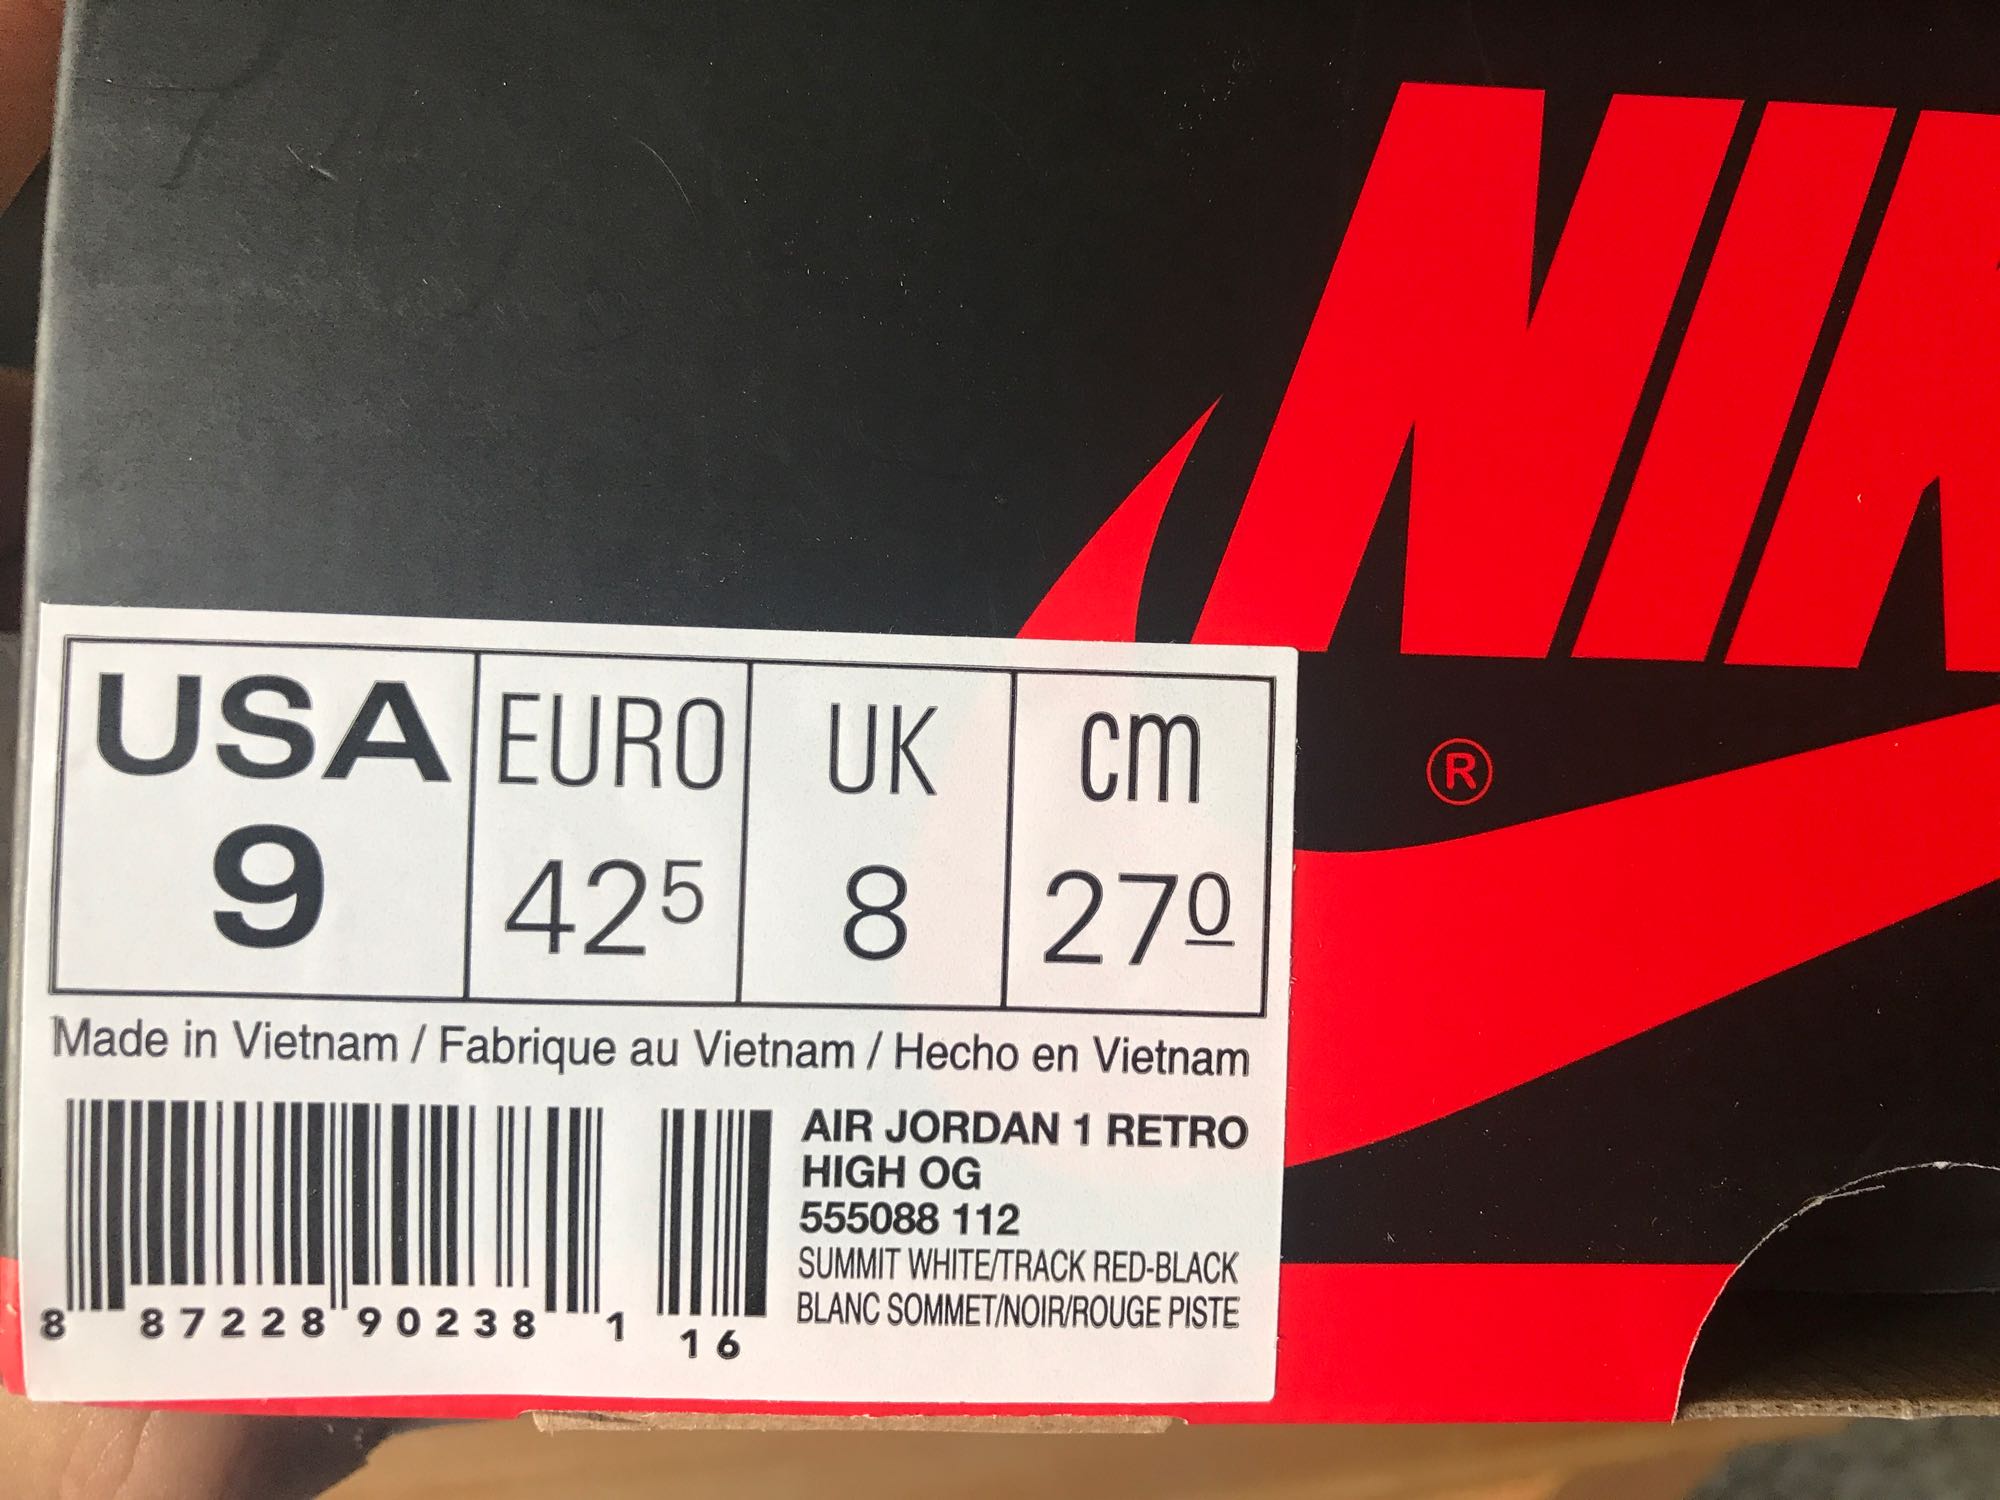 NIK
®
USA EURO UK cm
9 42⁵ 8 27⁰
Made in Vietnam / Fabrique au Vietnam / Hecho en Vietnam
AIR JORDAN 1 RETRO
HIGH OG
555088 112
SUMMIT WHITE/TRACK RED-BLACK
BLANC SOMMET/NOIR/ROUGE PISTE
8 87228 90238 1 16